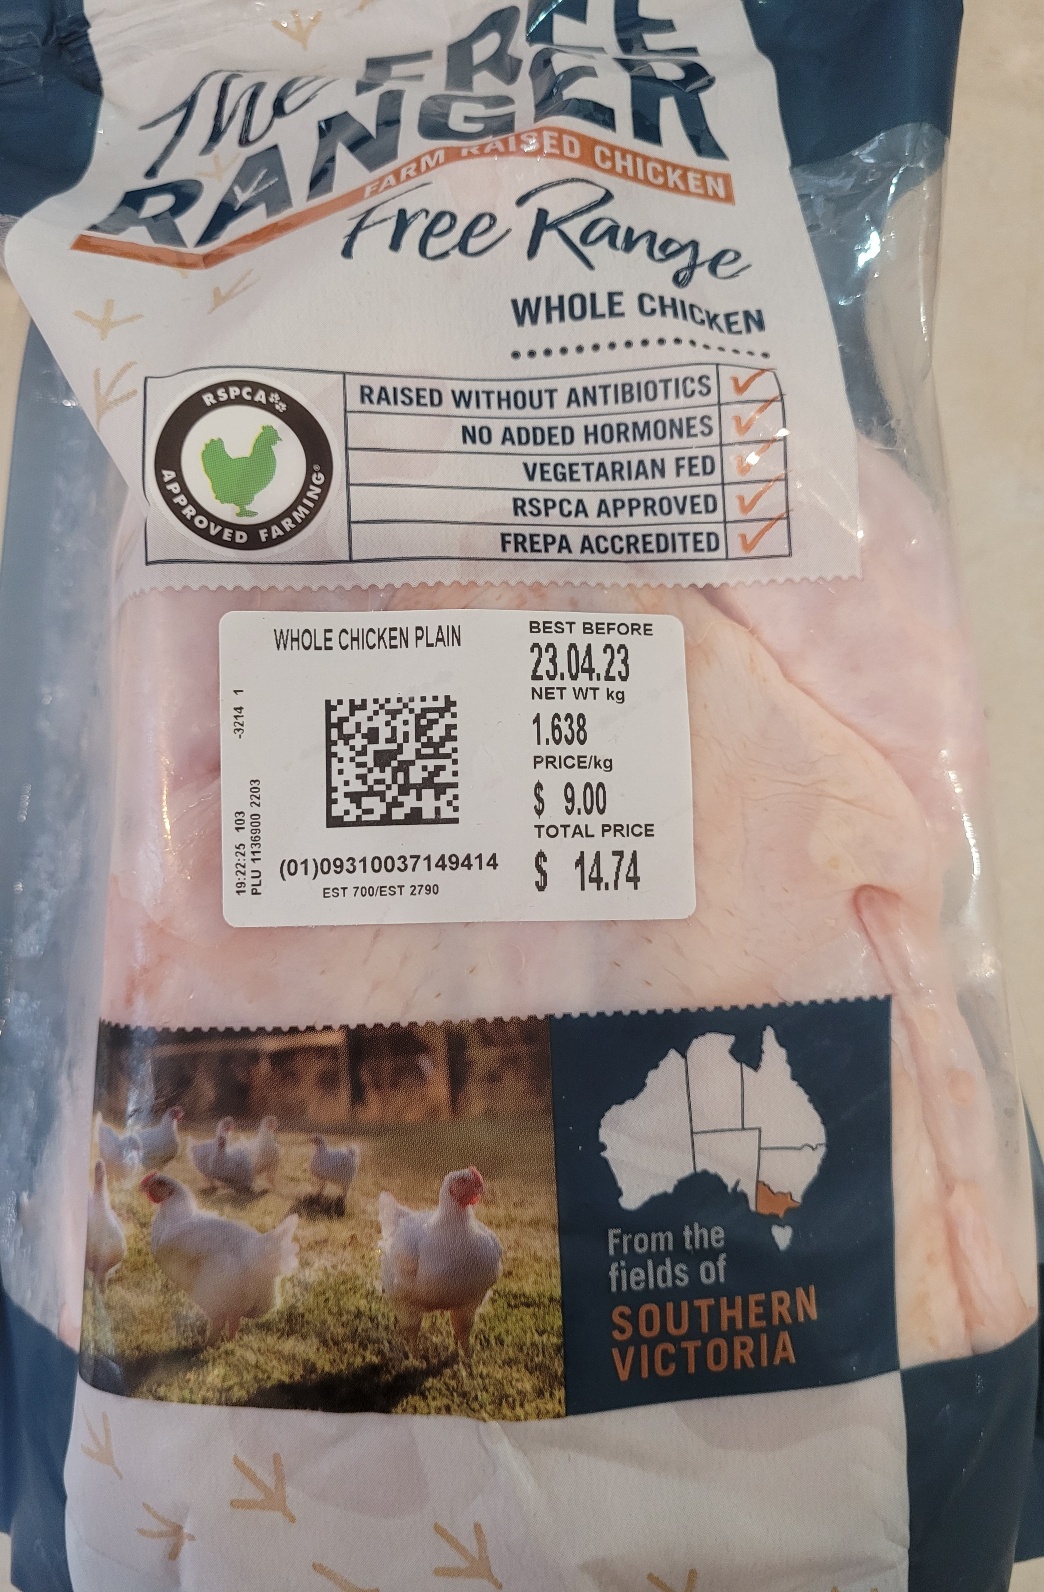 The FREE
RANGER
FARM RAISED CHICKEN
Free Range
WHOLE CHICKEN
RSPCA
APPROVED FARMING®
RAISED WITHOUT ANTIBIOTICS
NO ADDED HORMONES
VEGETARIAN FED
RSPCA APPROVED
FREPA ACCREDITED
WHOLE CHICKEN PLAIN
BEST BEFORE
23.04.23
NET WT kg
1.638
PRICE/kg
$ 9.00
TOTAL PRICE
$ 14.74
-3214 1
19:22:25 103
PLU 1136900 2203
(01)09310037149414
EST 700/EST 2790
From the
fields of
SOUTHERN
VICTORIA